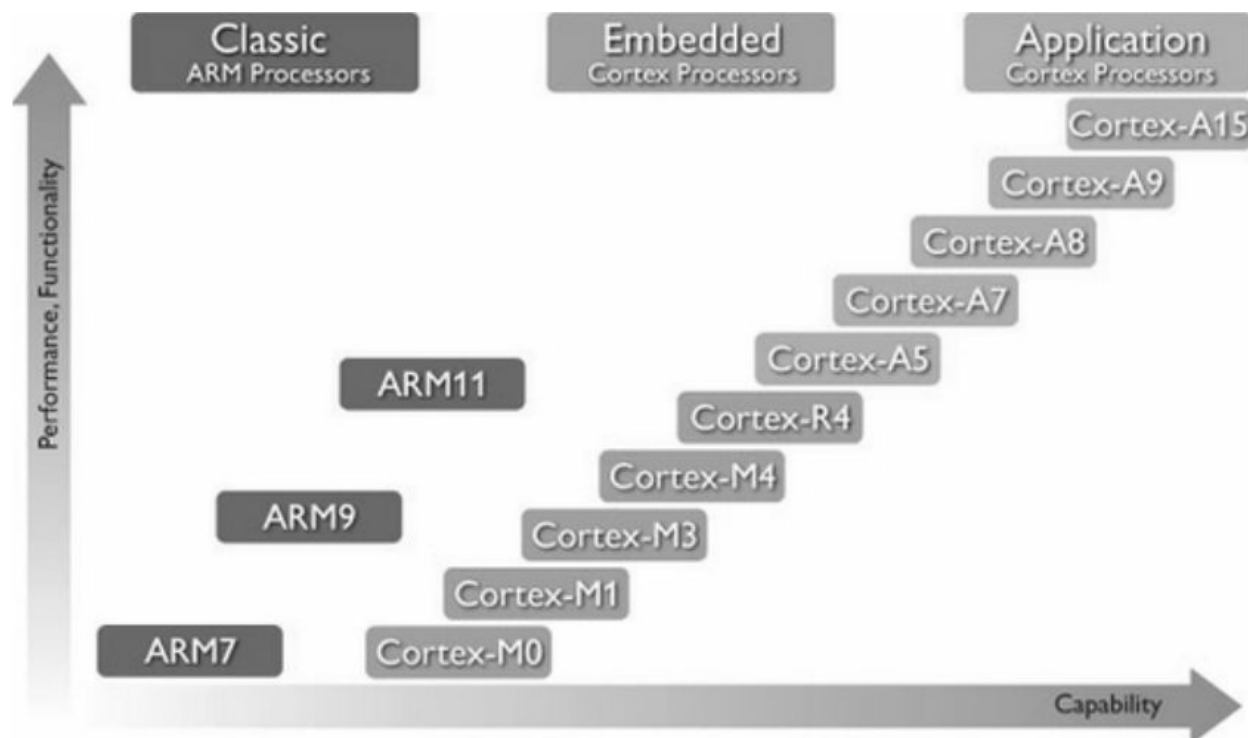 Classic
ARM Processors
Embedded
Cortex Processors
Application
Cortex Processors
Cortex-A15
Cortex-A9
Cortex-A8
Cortex-A7
Cortex-A5
ARM11
Cortex-R4
Cortex-M4
ARM9
Cortex-M3
Cortex-M1
ARM7
Cortex-M0
Performance, Functionality
Capability